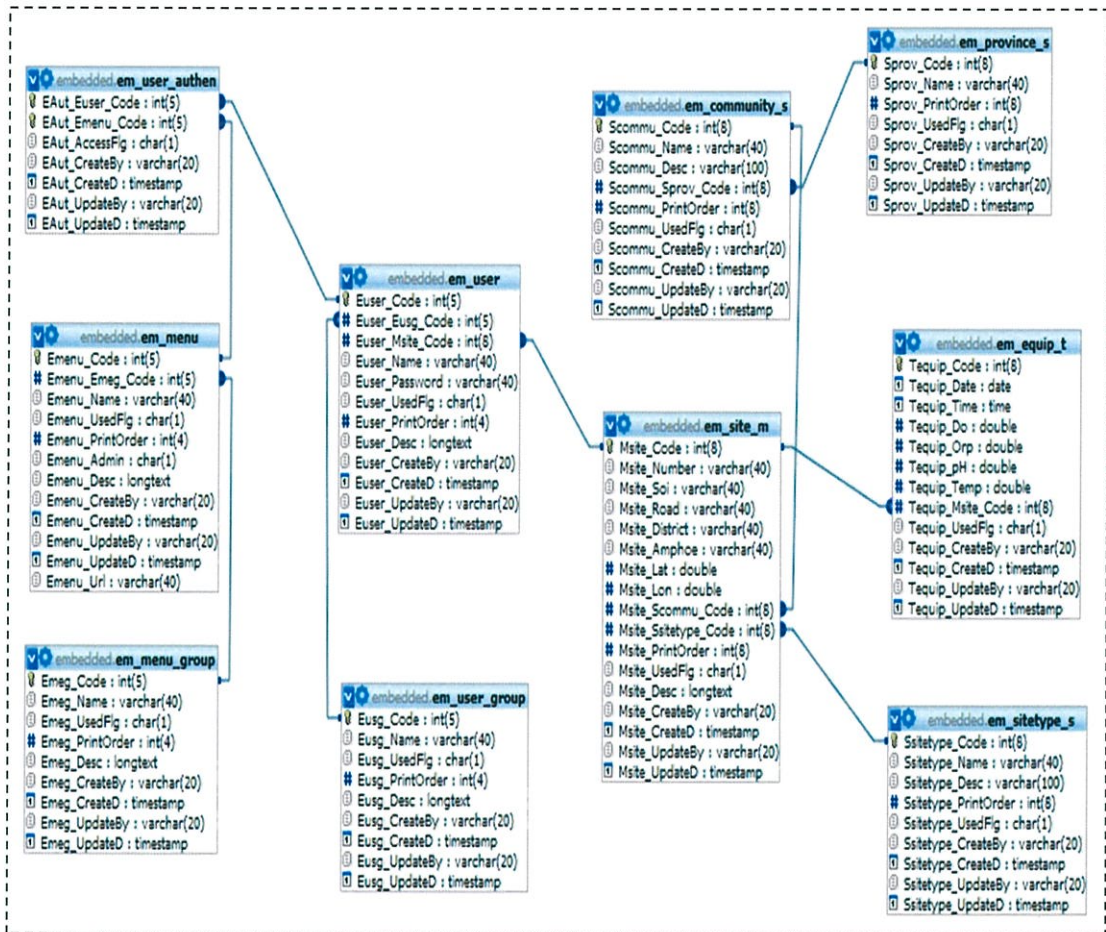 embedded.em_user_authen
EAut_Euser_Code : int(5)
EAut_Emenu_Code : int(5)
EAut_AccessFlg : char(1)
EAut_CreateBy : varchar(20)
EAut_CreateD : timestamp
EAut_UpdateBy : varchar(20)
EAut_UpdateD : timestamp
embedded.em_menu
Emenu_Code : int(5)
Emenu_Emeg_Code : int(5)
Emenu_Name : varchar(40)
Emenu_UsedFlg : char(1)
Emenu_PrintOrder : int(4)
Emenu_Admin : char(1)
Emenu_Desc : longtext
Emenu_CreateBy : varchar(20)
Emenu_CreateD : timestamp
Emenu_UpdateBy : varchar(20)
Emenu_UpdateD : timestamp
Emenu_Url : varchar(40)
embedded.em_menu_group
Emeg_Code : int(5)
Emeg_Name : varchar(40)
Emeg_UsedFlg : char(1)
Emeg_PrintOrder : int(4)
Emeg_Desc : longtext
Emeg_CreateBy : varchar(20)
Emeg_CreateD : timestamp
Emeg_UpdateBy : varchar(20)
Emeg_UpdateD : timestamp
embedded.em_user
Euser_Code : int(5)
Euser_Eusg_Code : int(5)
Euser_Msite_Code : int(8)
Euser_Name : varchar(40)
Euser_Password : varchar(40)
Euser_UsedFlg : char(1)
Euser_PrintOrder : int(4)
Euser_Desc : longtext
Euser_CreateBy : varchar(20)
Euser_CreateD : timestamp
Euser_UpdateBy : varchar(20)
Euser_UpdateD : timestamp
embedded.em_user_group
Eusg_Code : int(5)
Eusg_Name : varchar(40)
Eusg_UsedFlg : char(1)
Eusg_PrintOrder : int(4)
Eusg_Desc : longtext
Eusg_CreateBy : varchar(20)
Eusg_CreateD : timestamp
Eusg_UpdateBy : varchar(20)
Eusg_UpdateD : timestamp
embedded.em_community_s
Scommu_Code : int(8)
Scommu_Name : varchar(40)
Scommu_Desc : varchar(100)
Scommu_Sprov_Code : int(8)
Scommu_PrintOrder : int(8)
Scommu_UsedFlg : char(1)
Scommu_CreateBy : varchar(20)
Scommu_CreateD : timestamp
Scommu_UpdateBy : varchar(20)
Scommu_UpdateD : timestamp
embedded.em_site_m
Msite_Code : int(8)
Msite_Number : varchar(40)
Msite_Soi : varchar(40)
Msite_Road : varchar(40)
Msite_District : varchar(40)
Msite_Amphoe : varchar(40)
Msite_Lat : double
Msite_Lon : double
Msite_Scommu_Code : int(8)
Msite_Ssitetype_Code : int(8)
Msite_PrintOrder : int(8)
Msite_UsedFlg : char(1)
Msite_Desc : longtext
Msite_CreateBy : varchar(20)
Msite_CreateD : timestamp
Msite_UpdateBy : varchar(20)
Msite_UpdateD : timestamp
embedded.em_province_s
Sprov_Code : int(8)
Sprov_Name : varchar(40)
Sprov_PrintOrder : int(8)
Sprov_UsedFlg : char(1)
Sprov_CreateBy : varchar(20)
Sprov_CreateD : timestamp
Sprov_UpdateBy : varchar(20)
Sprov_UpdateD : timestamp
embedded.em_equip_t
Tequip_Code : int(8)
Tequip_Date : date
Tequip_Time : time
Tequip_Do : double
Tequip_Orp : double
Tequip_pH : double
Tequip_Temp : double
Tequip_Msite_Code : int(8)
Tequip_UsedFlg : char(1)
Tequip_CreateBy : varchar(20)
Tequip_CreateD : timestamp
Tequip_UpdateBy : varchar(20)
Tequip_UpdateD : timestamp
embedded.em_sitetype_s
Ssitetype_Code : int(8)
Ssitetype_Name : varchar(40)
Ssitetype_Desc : varchar(100)
Ssitetype_PrintOrder : int(8)
Ssitetype_UsedFlg : char(1)
Ssitetype_CreateBy : varchar(20)
Ssitetype_CreateD : timestamp
Ssitetype_UpdateBy : varchar(20)
Ssitetype_UpdateD : timestamp